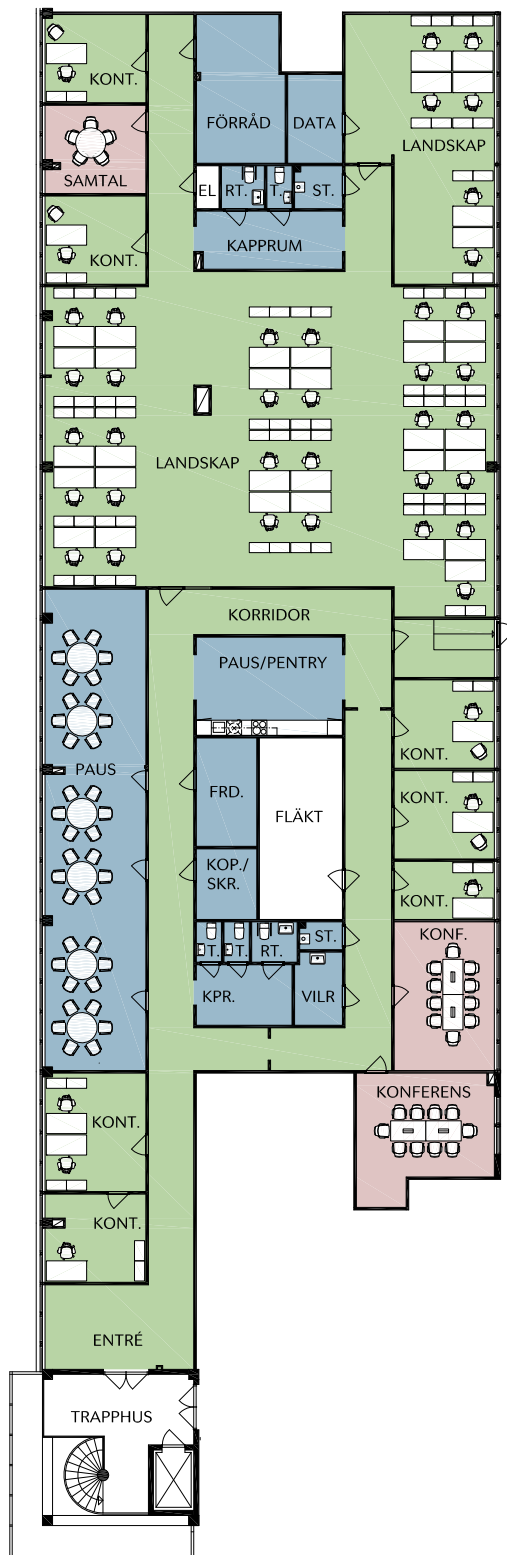 KONT.
FÖRRÅD
DATA
LANDSKAP
SAMTAL
EL
RT.
T.
ST.
KONT.
KAPPRUM
LANDSKAP
KORRIDOR
PAUS/PENTRY
KONT.
PAUS
FRD.
FLÄKT
KONT.
KOP./
SKR.
KONT.
T.
T.
RT.
ST.
KONF.
KPR.
VILR
KONFERENS
KONT.
KONT.
ENTRÉ
TRAPPHUS